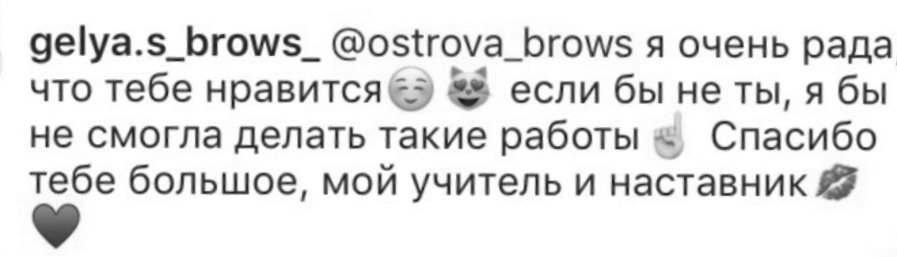 gelya.s_brows_ @ostrova_brows я очень рада,
что тебе нравится☺️😻 если бы не ты, я бы
не смогла делать такие работы☝️ Спасибо
тебе большое, мой учитель и наставник💋
🖤